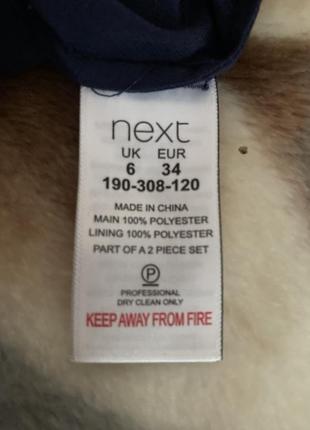 next
UK EUR
6 34
190-308-120
MADE IN CHINA
MAIN 100% POLYESTER
LINING 100% POLYESTER
PART OF A 2 PIECE SET
P
PROFESSIONAL
DRY CLEAN ONLY
KEEP AWAY FROM FIRE